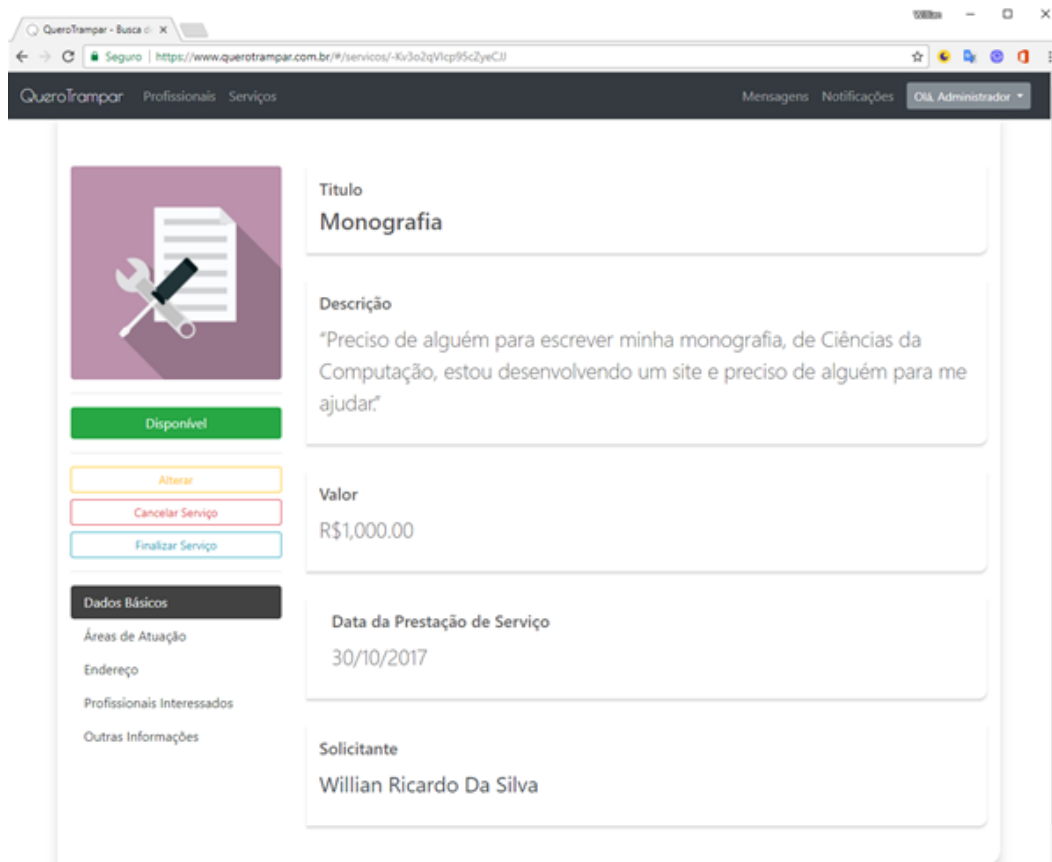 Willian
QueroTrampar - Busca d
Seguro | https://www.querotrampar.com.br/#/servicos/-Kv3o2qVlcp95cZyeCJJ
QueroTrampar Profissionais Serviços Mensagens Notificações Olá, Administrador
Disponível
Alterar
Cancelar Serviço
Finalizar Serviço
Dados Básicos
Áreas de Atuação
Endereço
Profissionais Interessados
Outras Informações
Titulo
Monografia
Descrição
“Preciso de alguém para escrever minha monografia, de Ciências da
Computação, estou desenvolvendo um site e preciso de alguém para me
ajudar.”
Valor
R$1,000.00
Data da Prestação de Serviço
30/10/2017
Solicitante
Willian Ricardo Da Silva